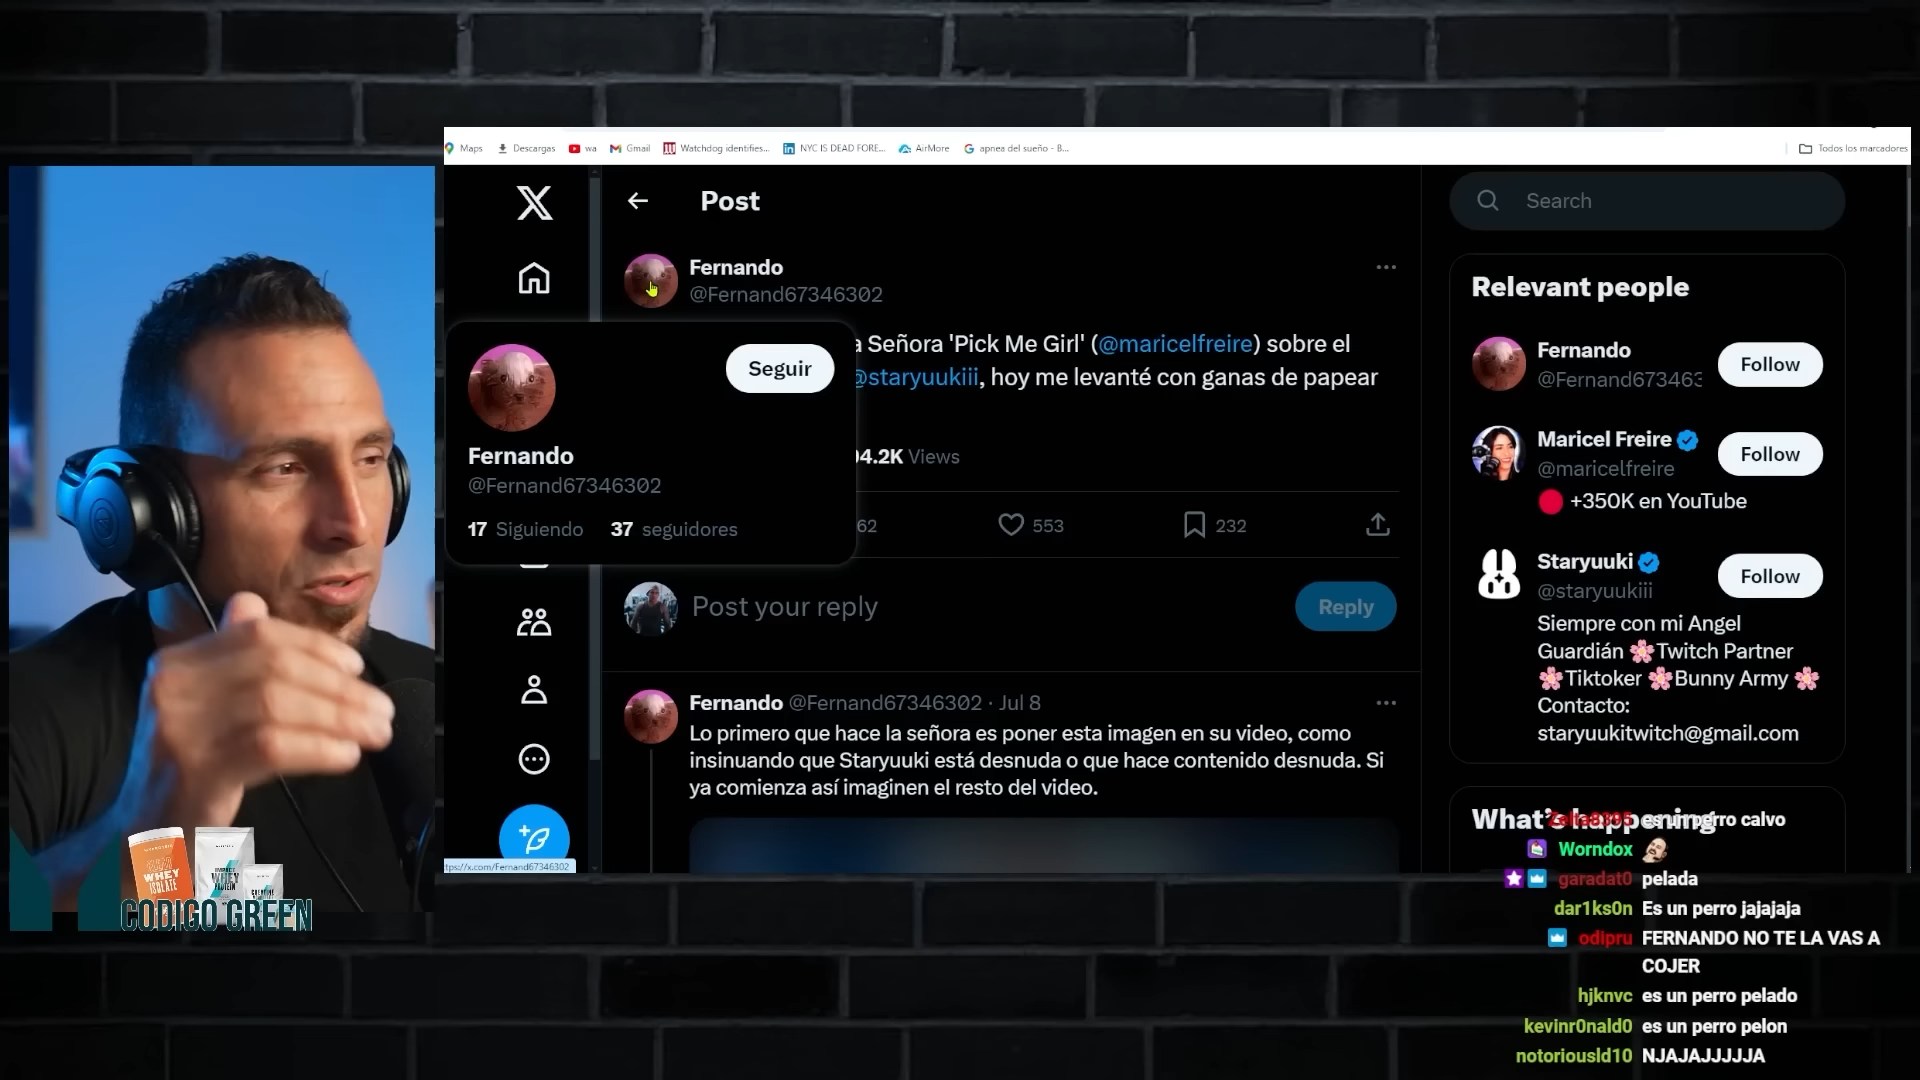 Maps
Descargas
wa
Gmail
Watchdog identifies...
NYC IS DEAD FORE...
AirMore
apnea del sueño - B...
Todos los marcadores
Post
Search
Fernando
@Fernand67346302
a Señora 'Pick Me Girl' (@maricelfreire) sobre el
@staryuukiii, hoy me levanté con ganas de papear
Seguir
Fernando
@Fernand67346302
17 Siguiendo 37 seguidores
04.2K Views
62
553
232
Post your reply
Reply
Fernando @Fernand67346302 · Jul 8
Lo primero que hace la señora es poner esta imagen en su video, como
insinuando que Staryuuki está desnuda o que hace contenido desnuda. Si
ya comienza así imaginen el resto del video.
Relevant people
Fernando
@Fernand673463
Follow
Maricel Freire
@maricelfreire
Follow
+350K en YouTube
Staryuuki
@staryuukiii
Follow
Siempre con mi Angel
Guardián Twitch Partner
Tiktoker Bunny Army
Contacto:
staryuukitwitch@gmail.com
What's happening
es un perro calvo
Worndox
garadat0 pelada
dar1ks0n Es un perro jajajaja
odipru FERNANDO NO TE LA VAS A
COJER
hjknvc es un perro pelado
kevinr0nald0 es un perro pelon
notoriousld10 NJAJAJJJJJA
ttps://x.com/Fernand67346302
WHEY
ISOLATE
WHEY
CODIGO GREEN